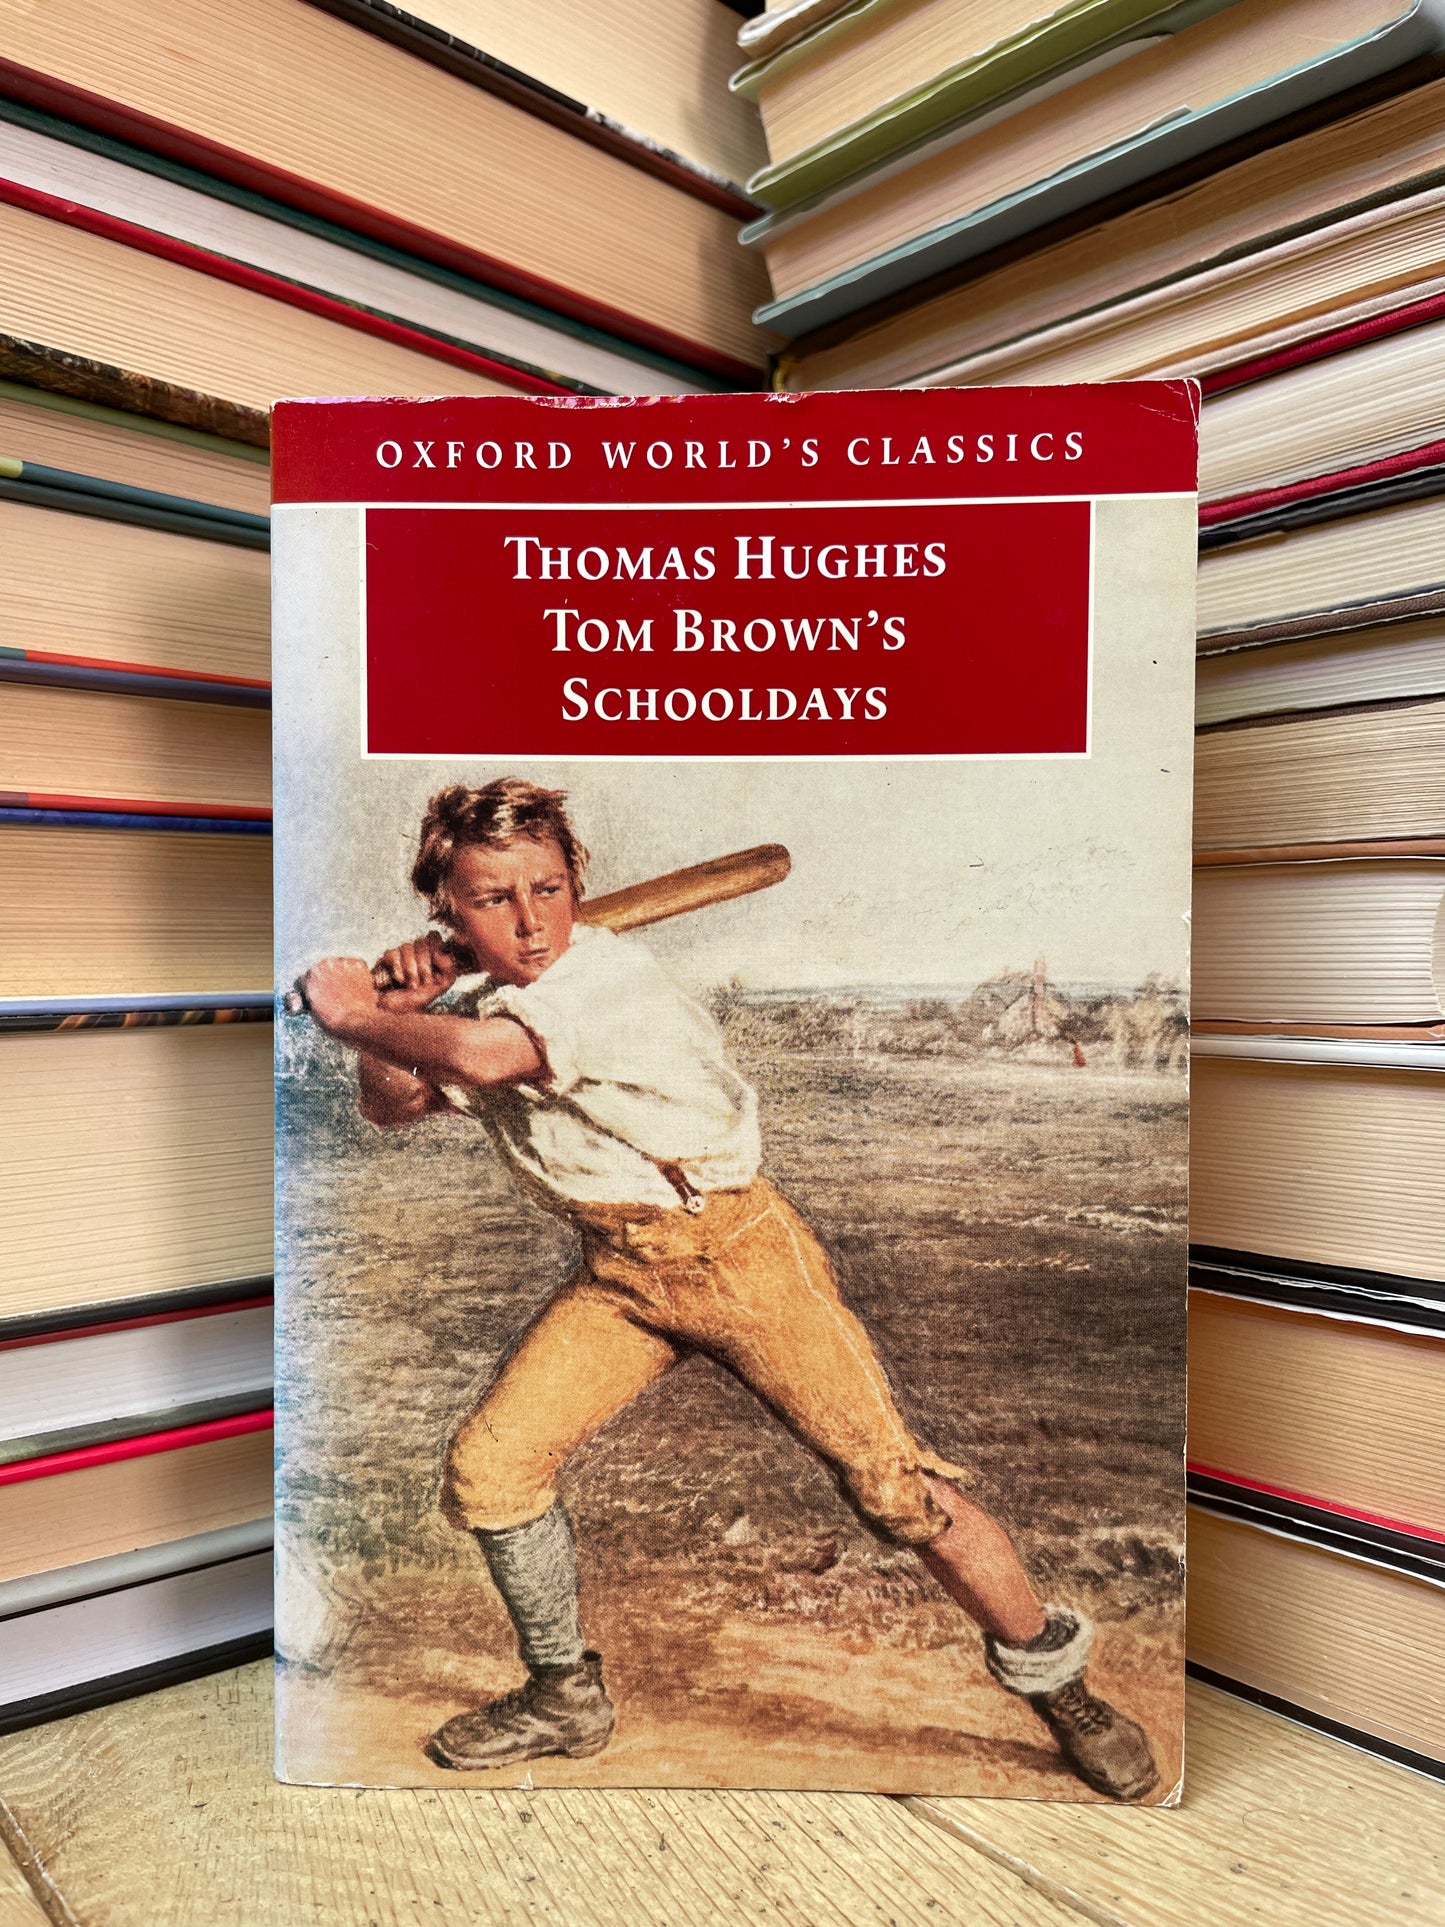 OXFORD WORLD'S CLASSICS
THOMAS HUGHES
TOM BROWN'S
SCHOOLDAYS